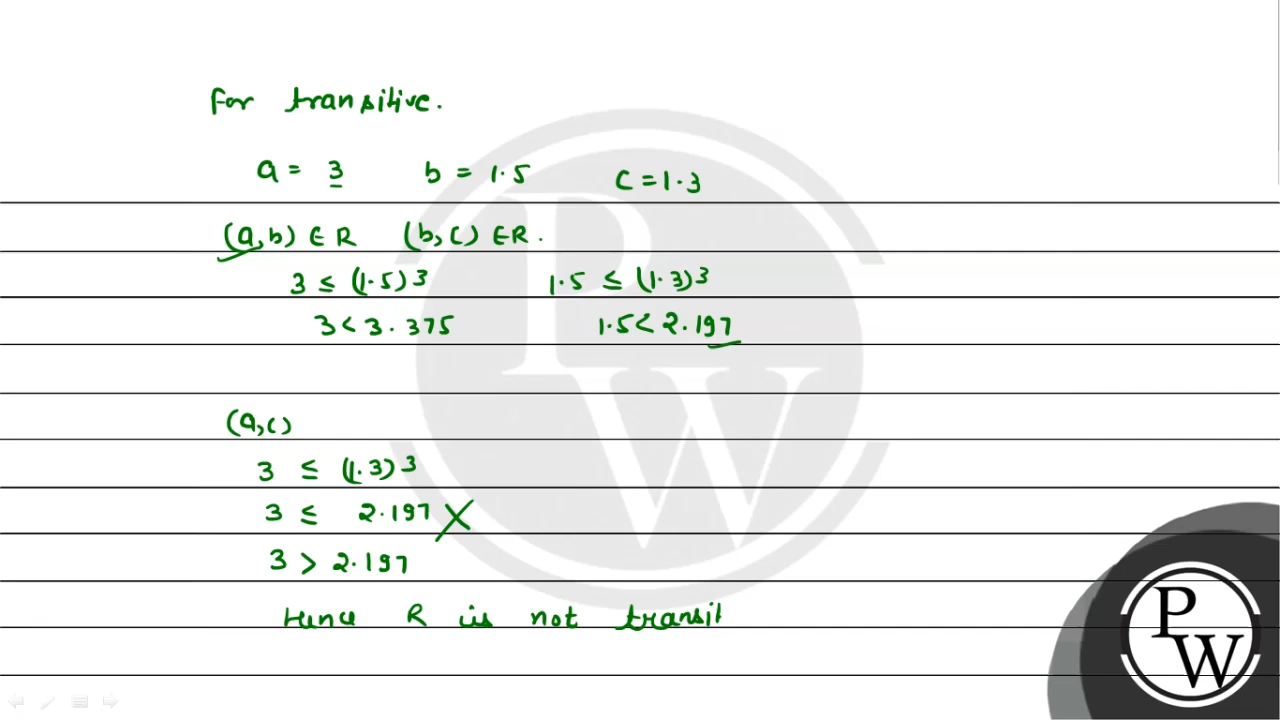 For transitive.
a = 3 b = 1.5 c = 1.3
(a,b) ∈ R (b,c) ∈ R.
3 ≤ (1.5)3 1.5 ≤ (1.3)3
3 < 3.375 1.5 < 2.197
(a,c)
3 ≤ (1.3)3
3 ≤ 2.197 X
3 > 2.197
Hence R is not transit
P
W
P
W